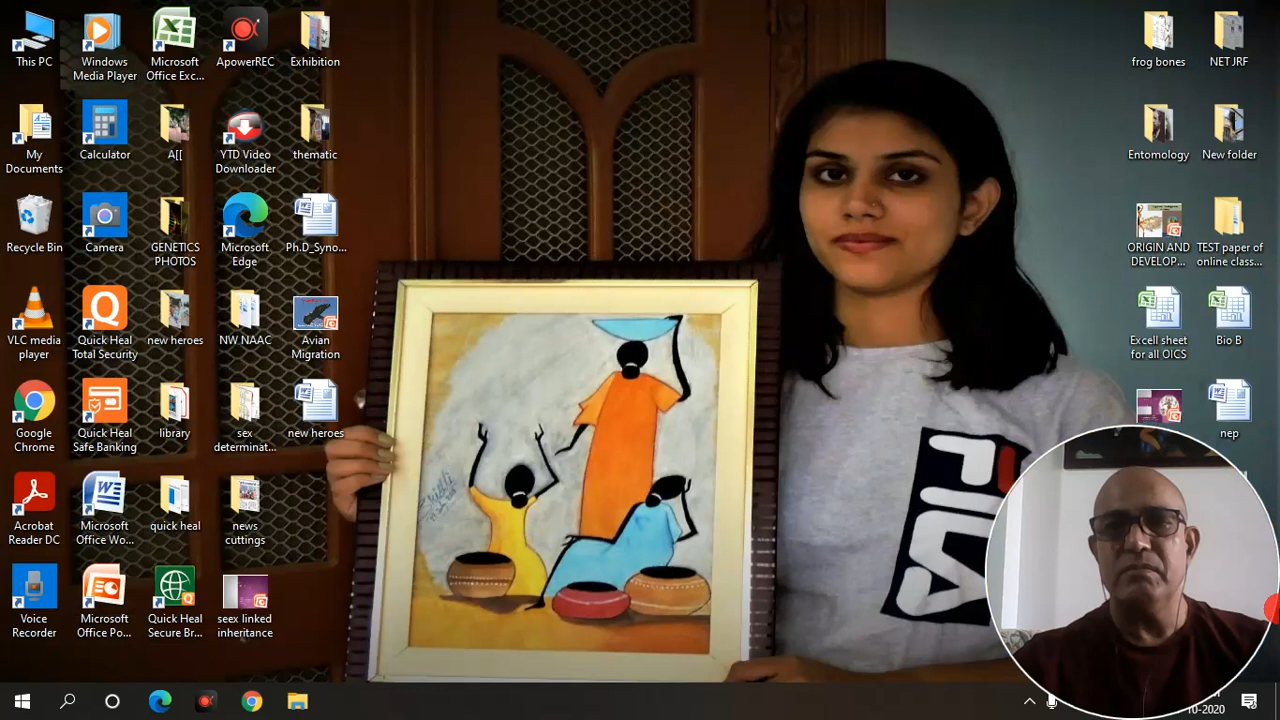 This PC
Windows
Media Player
Microsoft
Office Exc...
ApowerREC
Exhibition
My
Documents
Calculator
A[[
YTD Video
Downloader
thematic
Recycle Bin
Camera
GENETICS
PHOTOS
Microsoft
Edge
Ph.D_Syno...
VLC media
player
Quick Heal
Total Security
new heroes
NW NAAC
Avian
Migration
Google
Chrome
Quick Heal
Safe Banking
library
sex
determinat...
new heroes
Acrobat
Reader DC
Microsoft
Office Wo...
quick heal
news
cuttings
Voice
Recorder
Microsoft
Office Po...
Quick Heal
Secure Br...
seex linked
inheritance
frog bones
NET JRF
Entomology
New folder
ORIGIN AND
DEVELOP...
TEST paper of
online class...
Excell sheet
for all OICS
Bio B
nep
FILA
10-2020